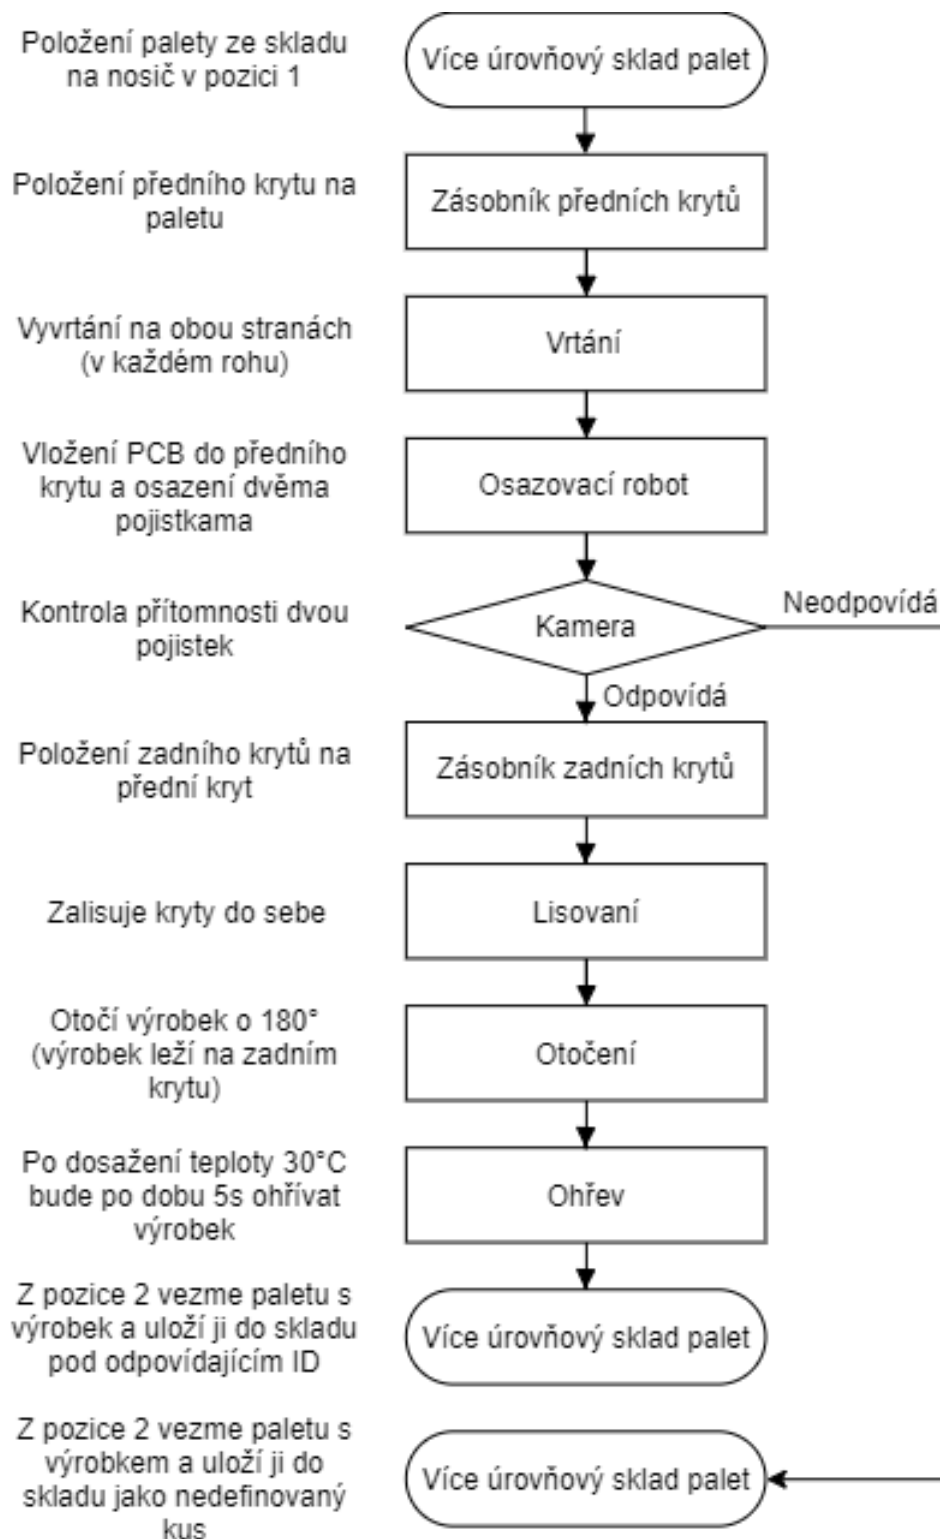 Položení palety ze skladu
na nosič v pozici 1
Více úrovňový sklad palet
Položení předního krytu na
paletu
Zásobník předních krytů
Vyvrtání na obou stranách
(v každém rohu)
Vrtání
Vložení PCB do předního
krytu a osazení dvěma
pojistkama
Osazovací robot
Kontrola přítomnosti dvou
pojistek
Kamera
Neodpovídá
Odpovídá
Položení zadního krytů na
přední kryt
Zásobník zadních krytů
Zalisuje kryty do sebe
Lisovaní
Otočí výrobek o 180°
(výrobek leží na zadním
krytu)
Otočení
Po dosažení teploty 30°C
bude po dobu 5s ohřívat
výrobek
Ohřev
Z pozice 2 vezme paletu s
výrobek a uloží ji do skladu
pod odpovídajícím ID
Více úrovňový sklad palet
Z pozice 2 vezme paletu s
výrobkem a uloží ji do
skladu jako nedefinovaný
kus
Více úrovňový sklad palet